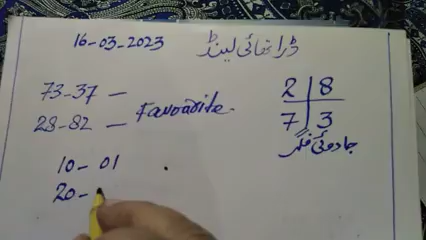 16-03-2023
ڈرا تھائی لینڈ
73-37 —
28-82 —
Favourite.
10 - 01
20 -
2 8
7 3
جادوئی فگر